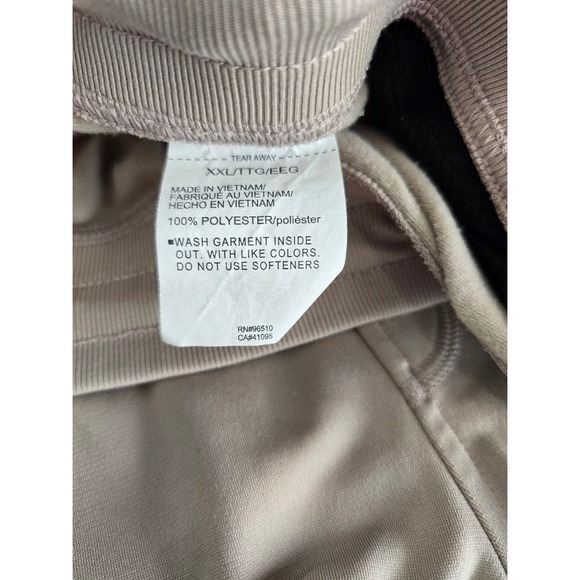 TEAR AWAY
XXL/TTG/EEG
MADE IN VIETNAM/
FABRIQUÉ AU VIETNAM/
HECHO EN VIETNAM
100% POLYESTER/poliéster
▪WASH GARMENT INSIDE
OUT. WITH LIKE COLORS.
DO NOT USE SOFTENERS
RN#96510
CA#41095